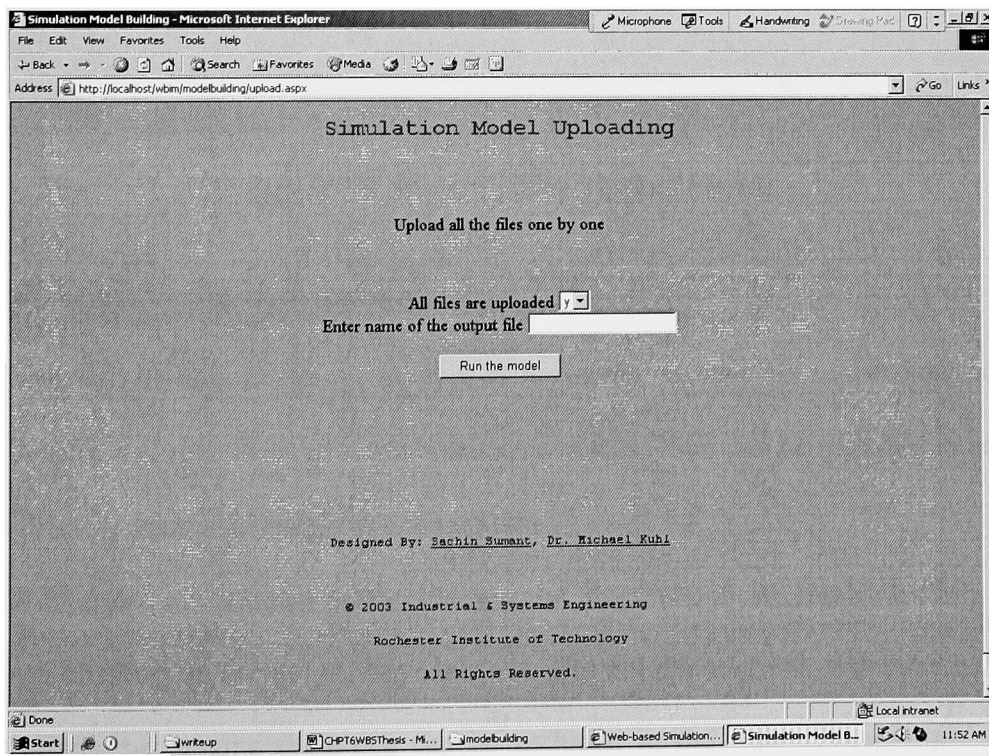 Simulation Model Building - Microsoft Internet Explorer
Microphone Tools Handwriting Drawing Pad
File Edit View Favorites Tools Help
Back Search Favorites Media
Address http://localhost/wbim/modelbuilding/upload.aspx Go Links
Simulation Model Uploading
Upload all the files one by one
All files are uploaded y
Enter name of the output file
Run the model
Designed By: Sachin Sumant, Dr. Michael Kuhl
© 2003 Industrial & Systems Engineering
Rochester Institute of Technology
All Rights Reserved.
Done Local intranet
Start writeup CHPT6WBSThesis - Mi... modelbuilding Web-based Simulation... Simulation Model B... 11:52 AM